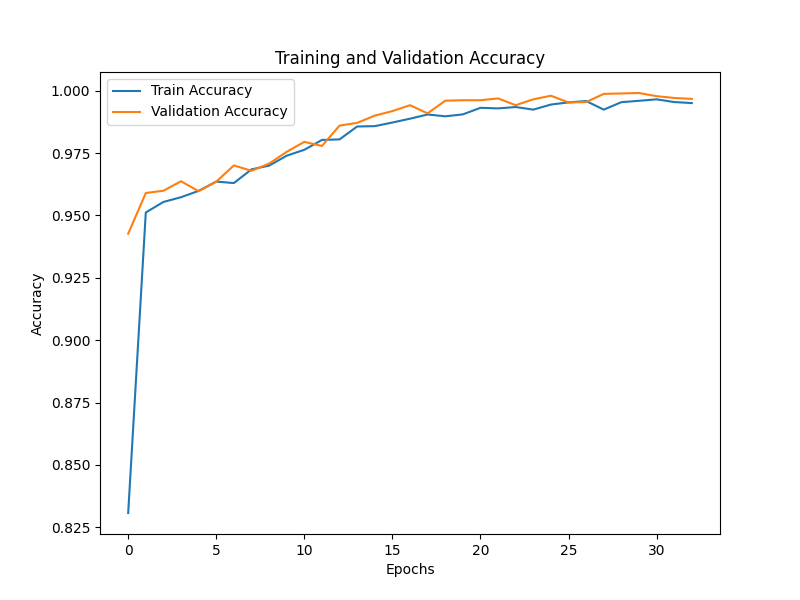 Training and Validation Accuracy
Train Accuracy
Validation Accuracy
Accuracy
1.000
0.975
0.950
0.925
0.900
0.875
0.850
0.825
0 5 10 15 20 25 30
Epochs